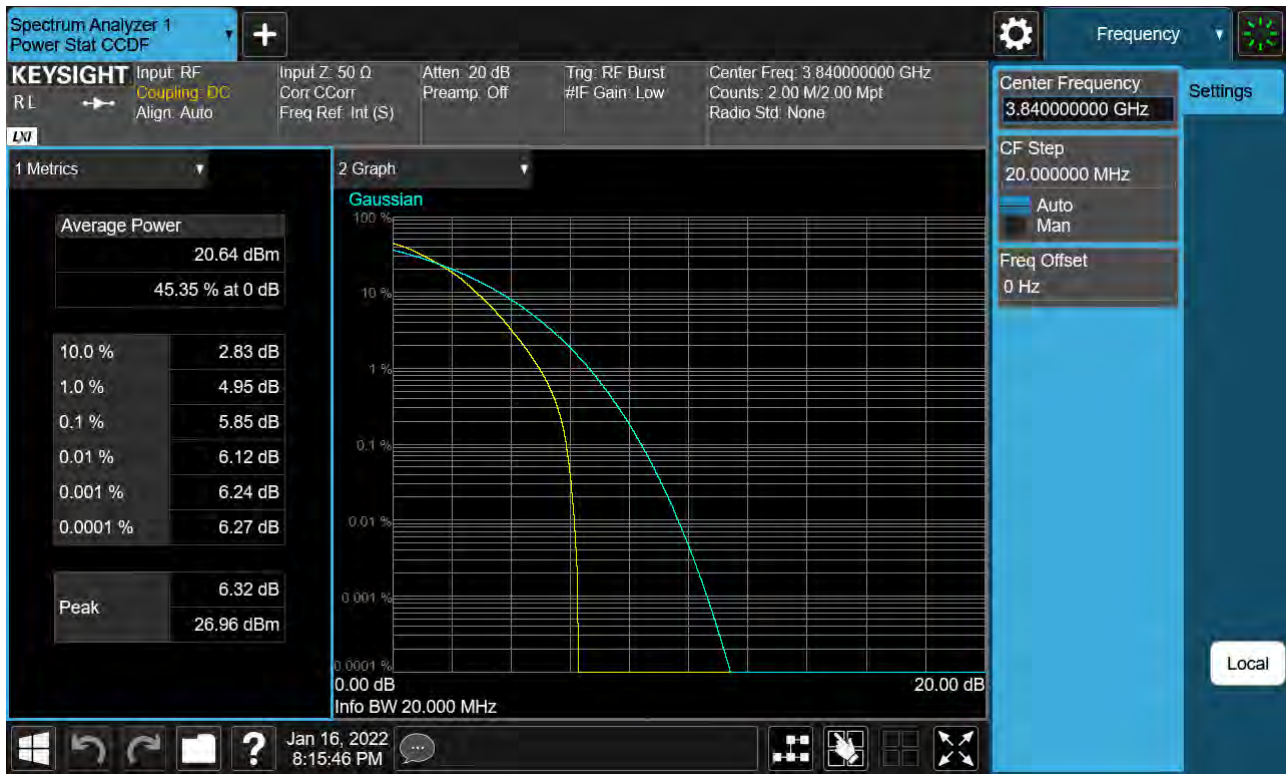 Spectrum Analyzer 1
Power Stat CCDF
Frequency
KEYSIGHT
RL
LXI
Input: RF
Coupling: DC
Align: Auto
Input Z: 50 Ω
Corr CCorr
Freq Ref: Int (S)
Atten: 20 dB
Preamp: Off
Trig: RF Burst
#IF Gain: Low
Center Freq: 3.840000000 GHz
Counts: 2.00 M/2.00 Mpt
Radio Std: None
Center Frequency
3.840000000 GHz
Settings
CF Step
20.000000 MHz
Auto
Man
Freq Offset
0 Hz
Local
1 Metrics
Average Power
20.64 dBm
45.35 % at 0 dB
10.0 % 2.83 dB
1.0 % 4.95 dB
0.1 % 5.85 dB
0.01 % 6.12 dB
0.001 % 6.24 dB
0.0001 % 6.27 dB
Peak
6.32 dB
26.96 dBm
2 Graph
Gaussian
100 %
10 %
1 %
0.1 %
0.01 %
0.001 %
0.0001 %
0.00 dB 20.00 dB
Info BW 20.000 MHz
?
Jan 16, 2022
8:15:46 PM